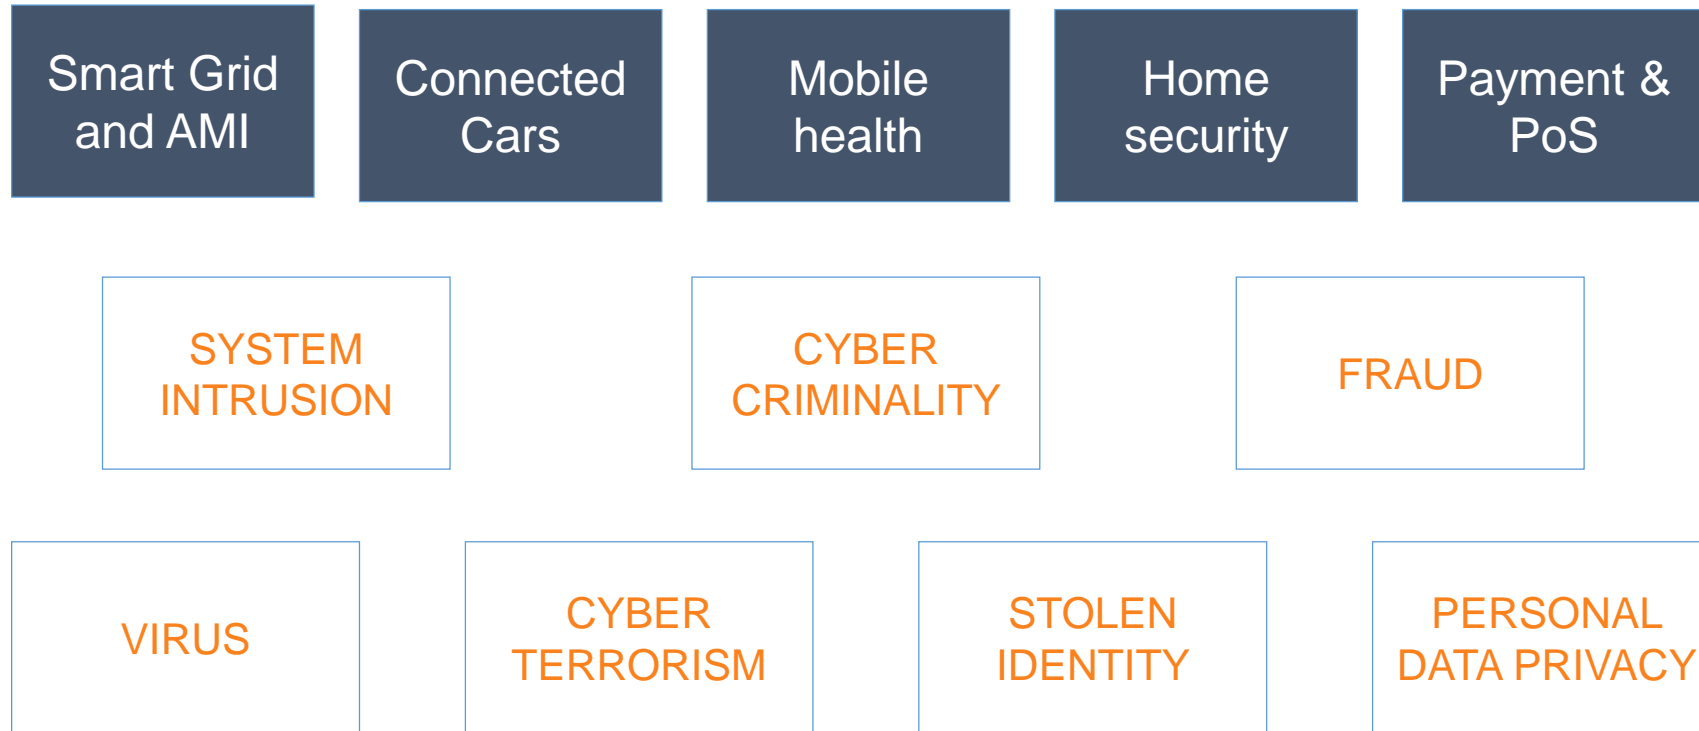 Smart Grid
and AMI
Connected
Cars
Mobile
health
Home
security
Payment &
PoS
SYSTEM
INTRUSION
CYBER
CRIMINALITY
FRAUD
VIRUS
CYBER
TERRORISM
STOLEN
IDENTITY
PERSONAL
DATA PRIVACY